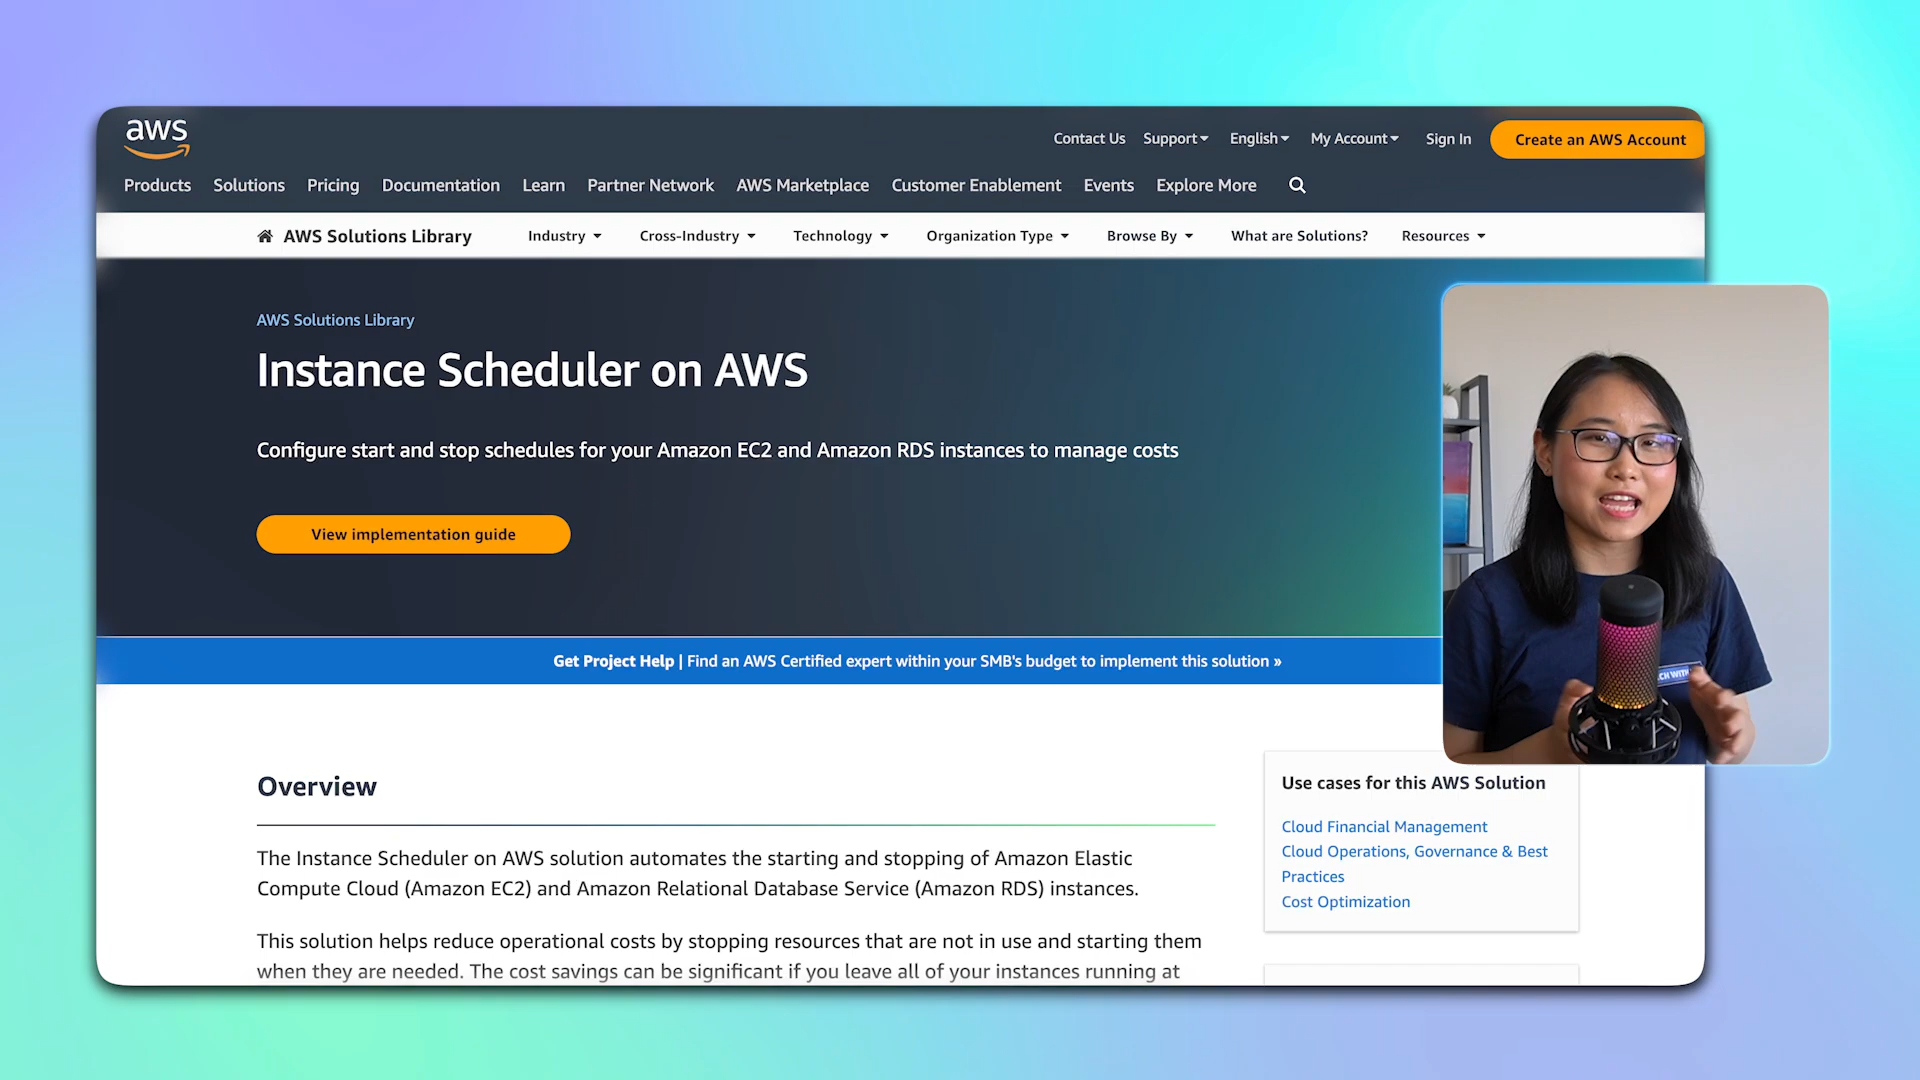 aws
Contact Us Support English My Account Sign In Create an AWS Account
Products Solutions Pricing Documentation Learn Partner Network AWS Marketplace Customer Enablement Events Explore More
AWS Solutions Library Industry Cross-Industry Technology Organization Type Browse By What are Solutions? Resources
AWS Solutions Library
Instance Scheduler on AWS
Configure start and stop schedules for your Amazon EC2 and Amazon RDS instances to manage costs
View implementation guide
Get Project Help | Find an AWS Certified expert within your SMB's budget to implement this solution »
Overview
The Instance Scheduler on AWS solution automates the starting and stopping of Amazon Elastic
Compute Cloud (Amazon EC2) and Amazon Relational Database Service (Amazon RDS) instances.
This solution helps reduce operational costs by stopping resources that are not in use and starting them
when they are needed. The cost savings can be significant if you leave all of your instances running at
Use cases for this AWS Solution
Cloud Financial Management
Cloud Operations, Governance & Best
Practices
Cost Optimization